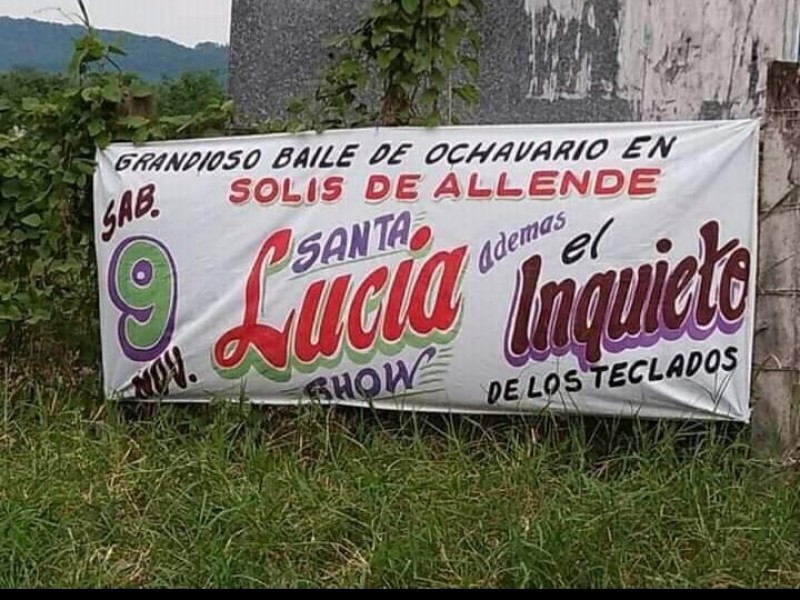 GRANDIOSO BAILE DE OCHAVARIO EN
SOLIS DE ALLENDE
SAB.
9
NOV.
SANTA
Lucia
SHOW
ademas
el
Inquieto
DE LOS TECLADOS